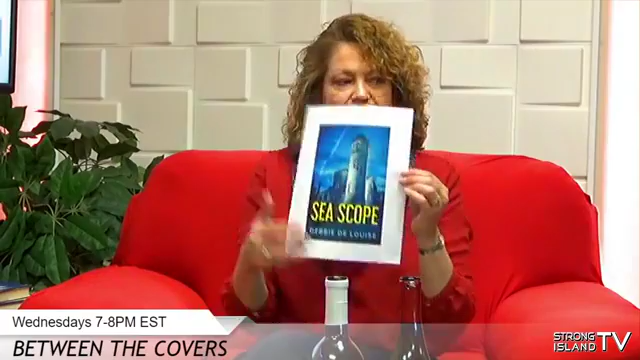 SEA SCOPE
DEBBIE DE LOUISE
Wednesdays 7-8PM EST
BETWEEN THE COVERS
STRONG
ISLAND TV